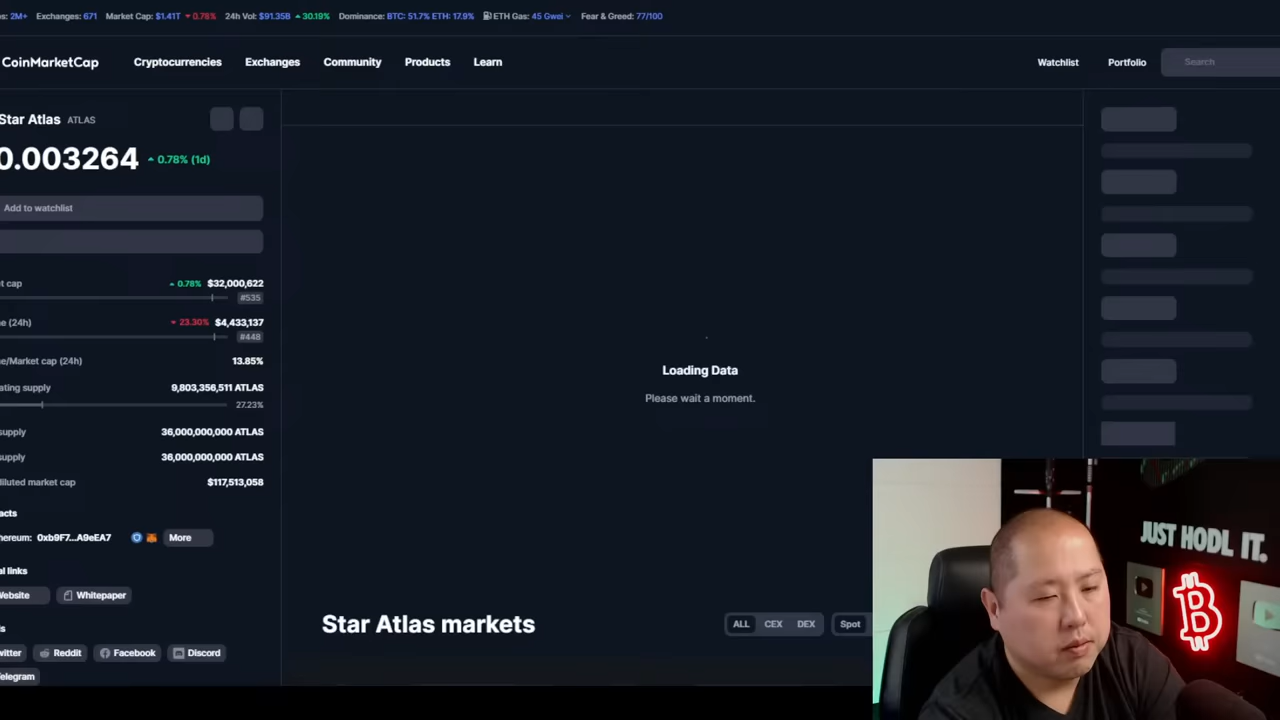 s: 2M+ Exchanges: 671 Market Cap: $1.41T 0.78% 24h Vol: $91.35B 30.19% Dominance: BTC: 51.7% ETH: 17.9% ETH Gas: 45 Gwei Fear & Greed: 77/100
CoinMarketCap Cryptocurrencies Exchanges Community Products Learn Watchlist Portfolio Search
Star Atlas ATLAS
0.003264 0.78% (1d)
Add to watchlist
t cap 0.78% $32,000,622
#535
e (24h) 23.30% $4,433,137
#448
e/Market cap (24h) 13.85%
ating supply 9,803,356,511 ATLAS
27.23%
supply 36,000,000,000 ATLAS
supply 36,000,000,000 ATLAS
diluted market cap $117,513,058
acts
hereum: 0xb9F7...A9eEA7 More
al links
Website Whitepaper
ls
witter Reddit Facebook Discord
elegram
Loading Data
Please wait a moment.
Star Atlas markets ALL CEX DEX Spot
JUST HODL IT.